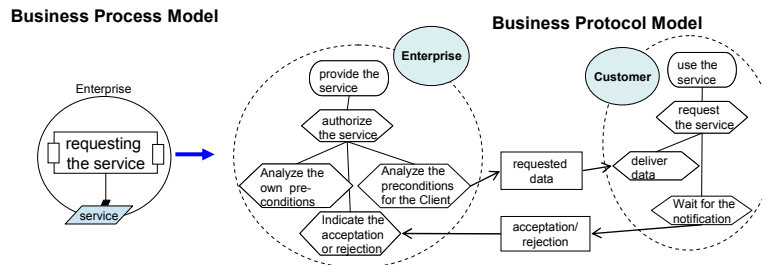 Business Process Model
Business Protocol Model
Enterprise
requesting
the service
service
Enterprise
provide the
service
authorize
the service
Analyze the
own pre-
conditions
Analyze the
preconditions
for the Client
Indicate the
acceptation
or rejection
requested
data
acceptation/
rejection
Customer
use the
service
request
the service
deliver
data
Wait for the
notification